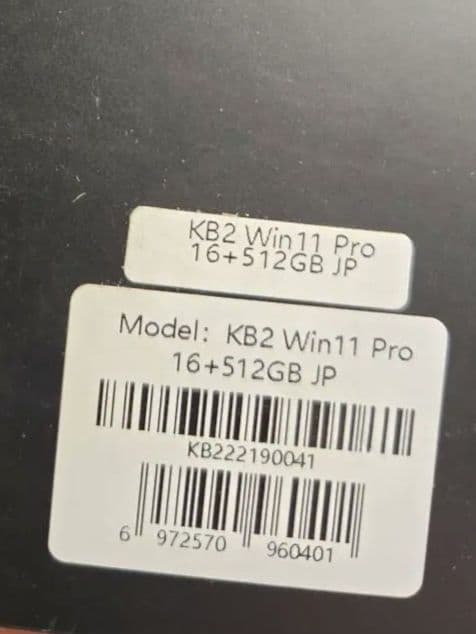 KB2 Win11 Pro
16+512GB JP
Model: KB2 Win11 Pro
16+512GB JP
KB222190041
6 972570 960401